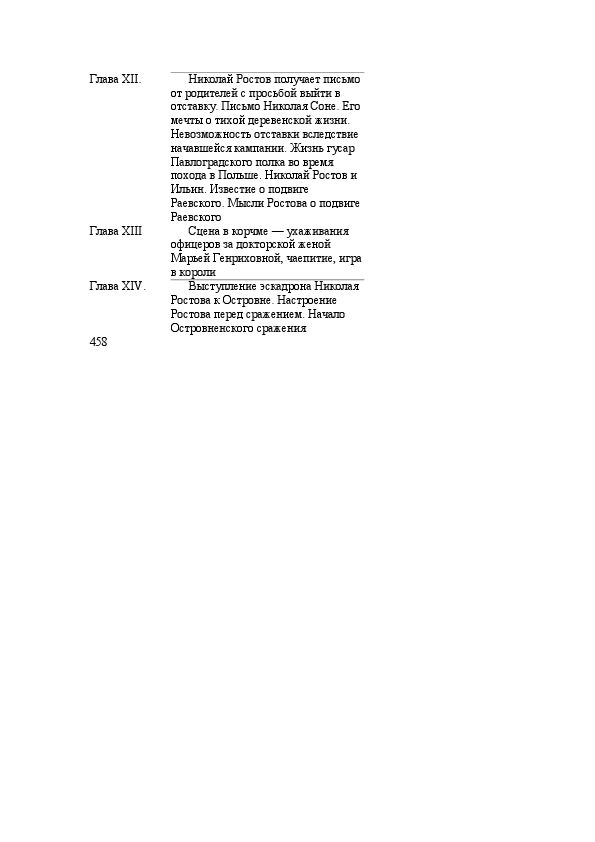 Глава XII. Николай Ростов получает письмо
от родителей с просьбой выйти в
отставку. Письмо Николая Соне. Его
мечты о тихой деревенской жизни.
Невозможность отставки вследствие
начавшейся кампании. Жизнь гусар
Павлоградского полка во время
похода в Польше. Николай Ростов и
Ильин. Известие о подвиге
Раевского. Мысли Ростова о подвиге
Раевского
Глава XIII Сцена в корчме — ухаживания
офицеров за докторской женой
Марьей Генриховной, чаепитие, игра
в короли
Глава XIV. Выступление эскадрона Николая
Ростова к Островне. Настроение
Ростова перед сражением. Начало
Островненского сражения
458